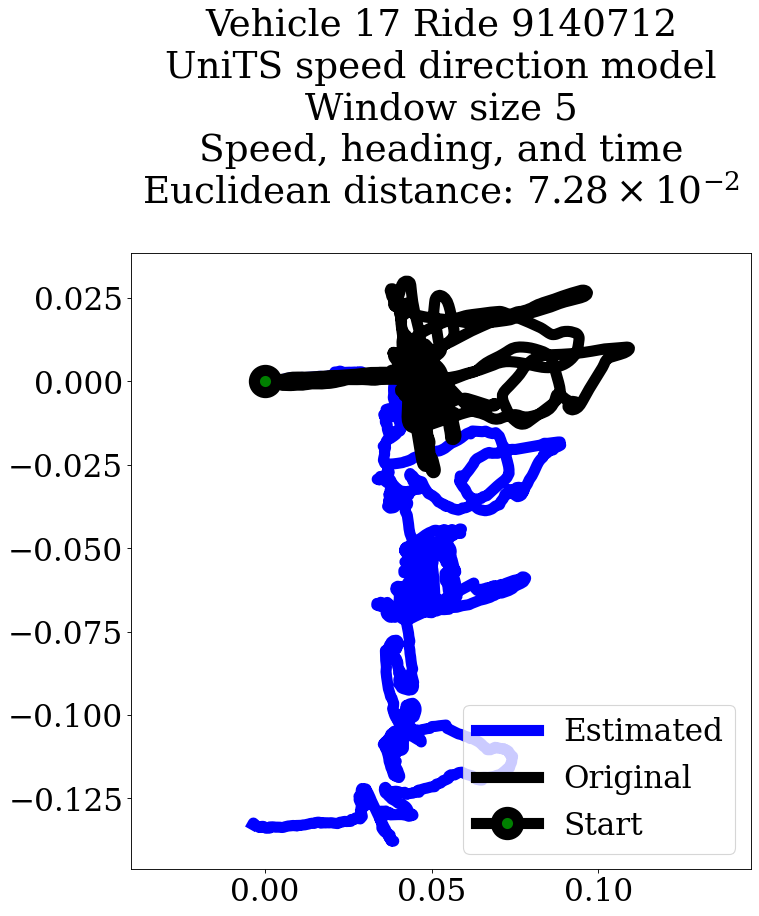 Vehicle 17 Ride 9140712
UniTS speed direction model
Window size 5
Speed, heading, and time
Euclidean distance: 7.28 × 10⁻²
0.025
0.000
−0.025
−0.050
−0.075
−0.100
−0.125
Estimated
Original
Start
0.00 0.05 0.10